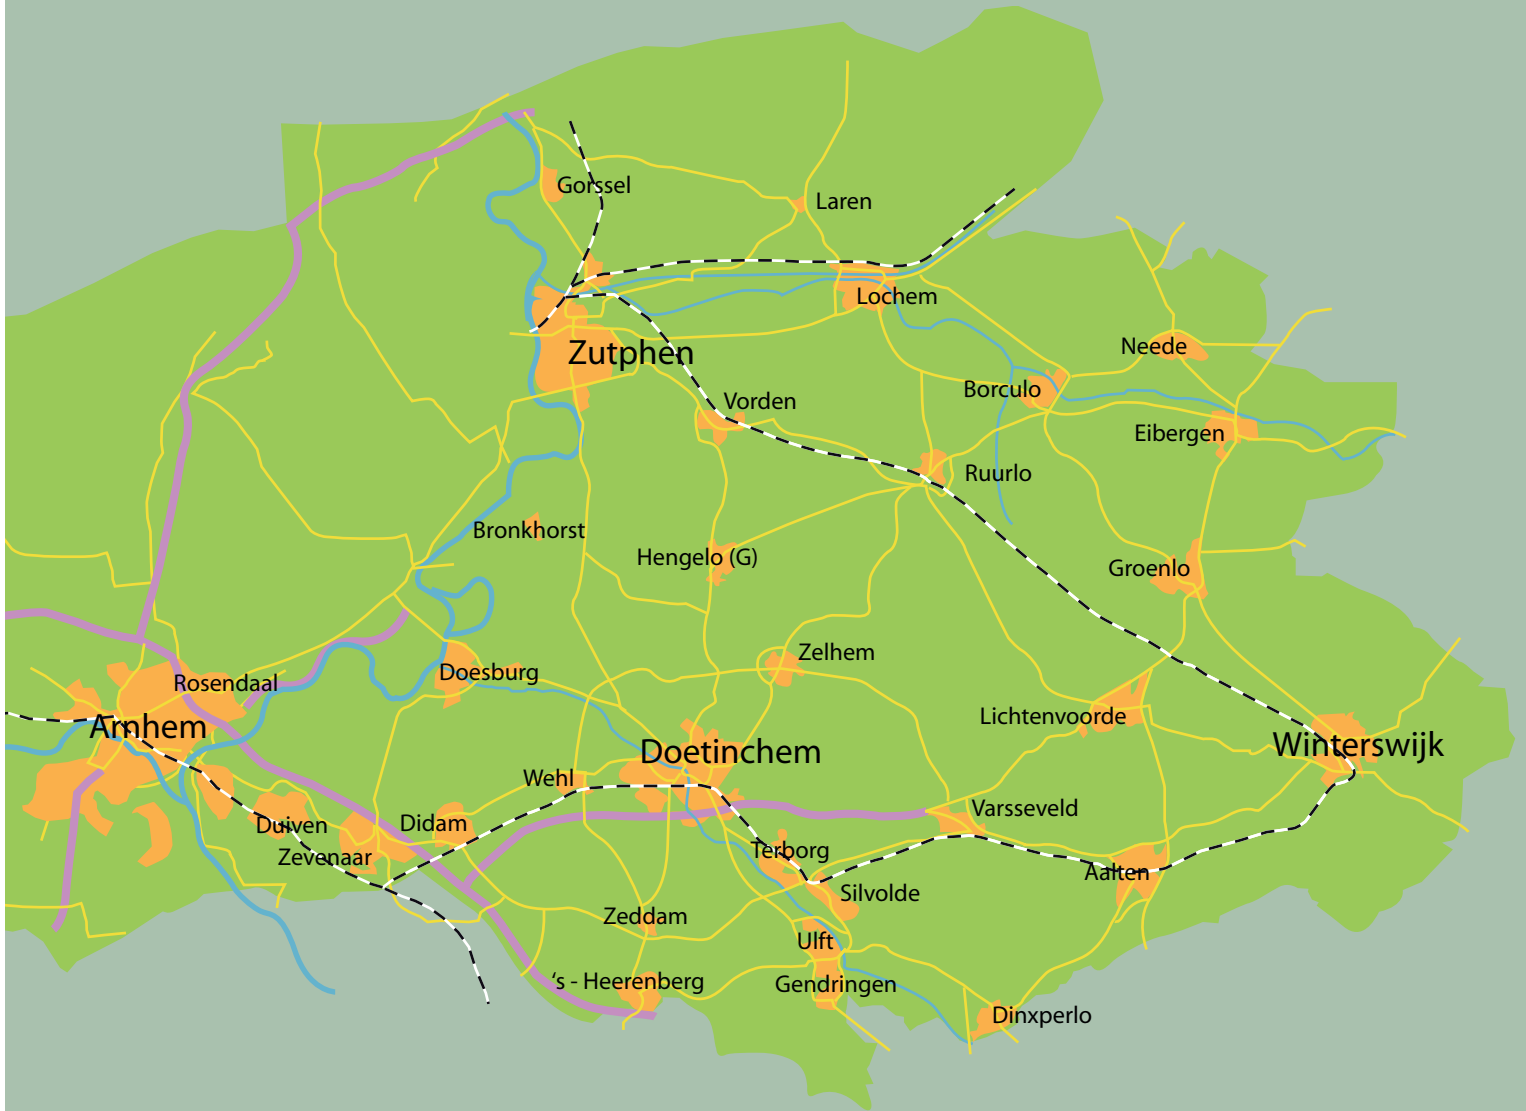 Gorssel
Laren
Lochem
Zutphen
Neede
Borculo
Vorden
Eibergen
Ruurlo
Bronkhorst
Hengelo (G)
Groenlo
Zelhem
Doesburg
Rosendaal
Lichtenvoorde
Arnhem
Doetinchem
Winterswijk
Wehl
Varsseveld
Duiven
Didam
Terborg
Zevenaar
Aalten
Silvolde
Zeddam
Ulft
's - Heerenberg
Gendringen
Dinxperlo